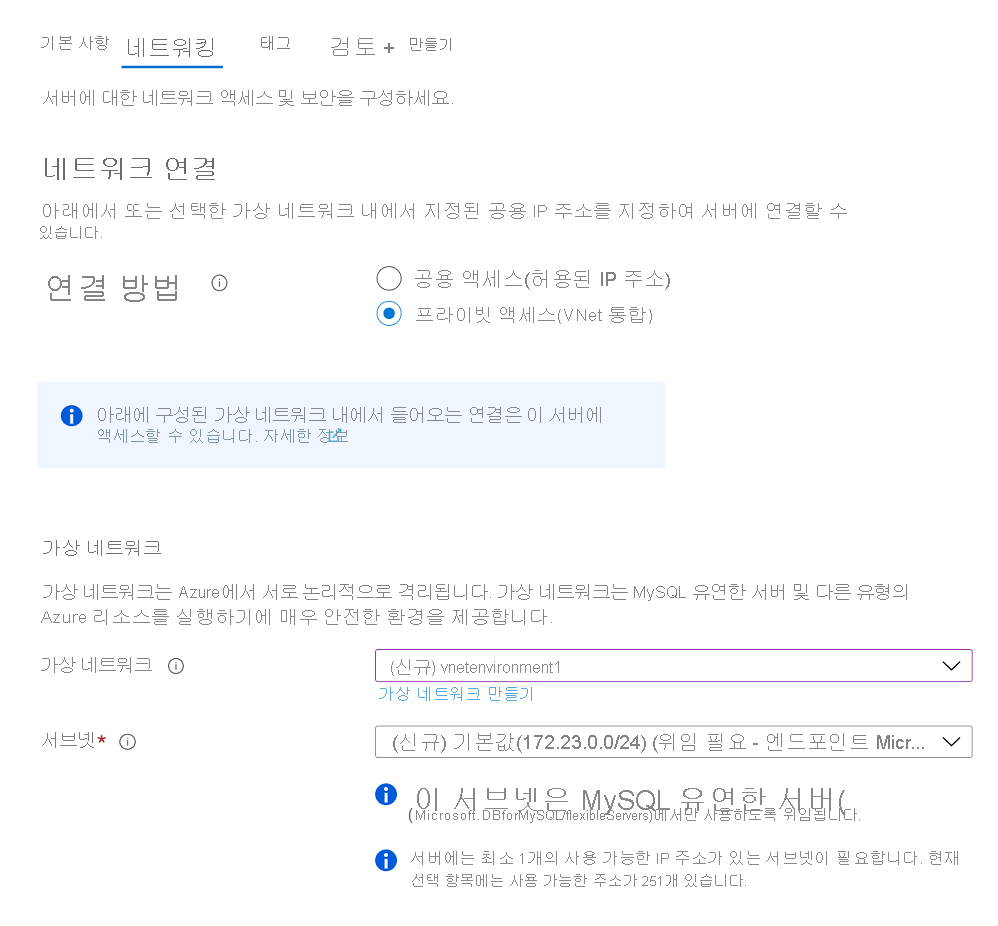 기본 사항 네트워킹 태그 검토 + 만들기
서버에 대한 네트워크 액세스 및 보안을 구성하세요.
네트워크 연결
아래에서 또는 선택한 가상 네트워크 내에서 지정된 공용 IP 주소를 지정하여 서버에 연결할 수
있습니다.
연결 방법
공용 액세스(허용된 IP 주소)
프라이빗 액세스(VNet 통합)
아래에 구성된 가상 네트워크 내에서 들어오는 연결은 이 서버에
액세스할 수 있습니다. 자세한 정보
가상 네트워크
가상 네트워크는 Azure에서 서로 논리적으로 격리됩니다. 가상 네트워크는 MySQL 유연한 서버 및 다른 유형의
Azure 리소스를 실행하기에 매우 안전한 환경을 제공합니다.
가상 네트워크 (신규) vnetenvironment1
가상 네트워크 만들기
서브넷* (신규) 기본값(172.23.0.0/24) (위임 필요 - 엔드포인트 Micr...
이 서브넷은 MySQL 유연한 서버(
(Microsoft.DBforMySQL/flexibleServers)에서만 사용하도록 위임됩니다.
서버에는 최소 1개의 사용 가능한 IP 주소가 있는 서브넷이 필요합니다. 현재
선택 항목에는 사용 가능한 주소가 251개 있습니다.